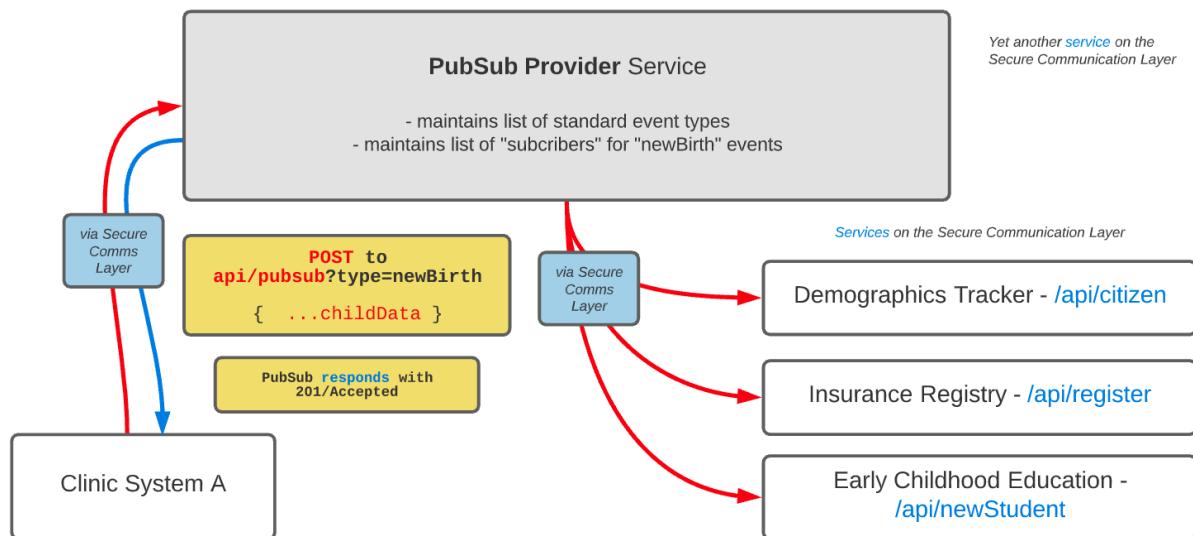 PubSub Provider Service
- maintains list of standard event types
- maintains list of "subcribers" for "newBirth" events
Yet another service on the
Secure Communication Layer
via Secure
Comms
Layer
POST to
api/pubsub?type=newBirth
{ ...childData }
PubSub responds with
201/Accepted
Clinic System A
via Secure
Comms
Layer
Services on the Secure Communication Layer
Demographics Tracker - /api/citizen
Insurance Registry - /api/register
Early Childhood Education -
/api/newStudent